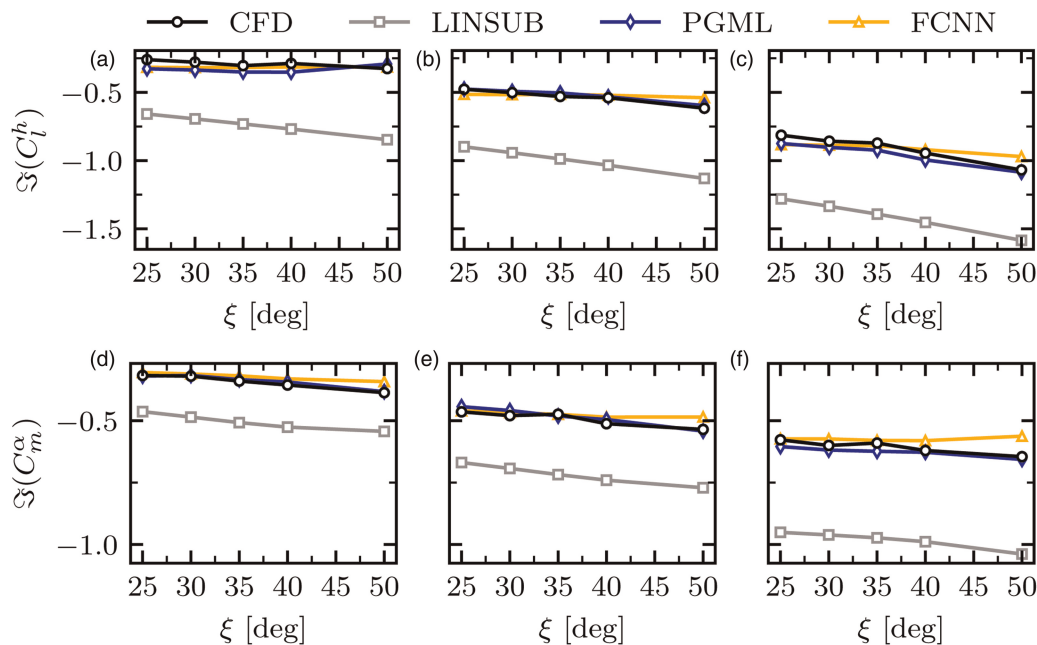 CFD LINSUB PGML FCNN
(a) (b) (c)
−0.5
−1.0
−1.5
ℑ(C_l^h)
25 30 35 40 45 50 25 30 35 40 45 50 25 30 35 40 45 50
ξ [deg] ξ [deg] ξ [deg]
(d) (e) (f)
−0.5
−1.0
ℑ(C_m^α)
25 30 35 40 45 50 25 30 35 40 45 50 25 30 35 40 45 50
ξ [deg] ξ [deg] ξ [deg]